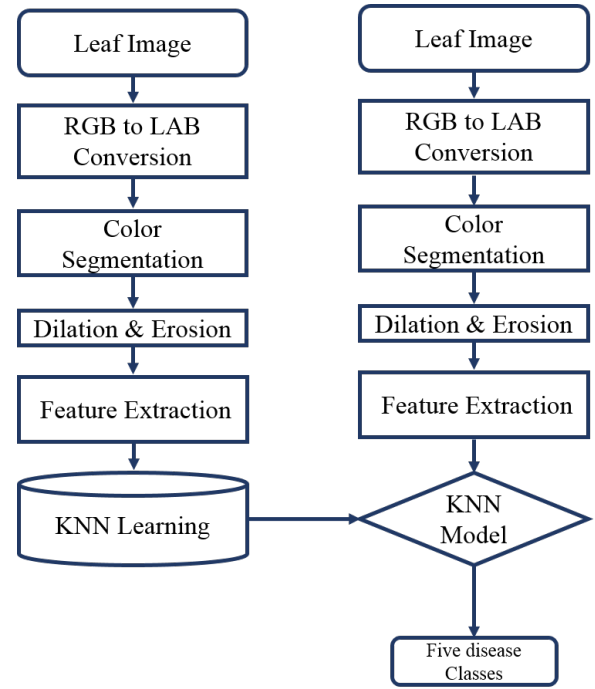 Leaf Image
RGB to LAB
Conversion
Color
Segmentation
Dilation & Erosion
Feature Extraction
KNN Learning
Leaf Image
RGB to LAB
Conversion
Color
Segmentation
Dilation & Erosion
Feature Extraction
KNN
Model
Five disease
Classes